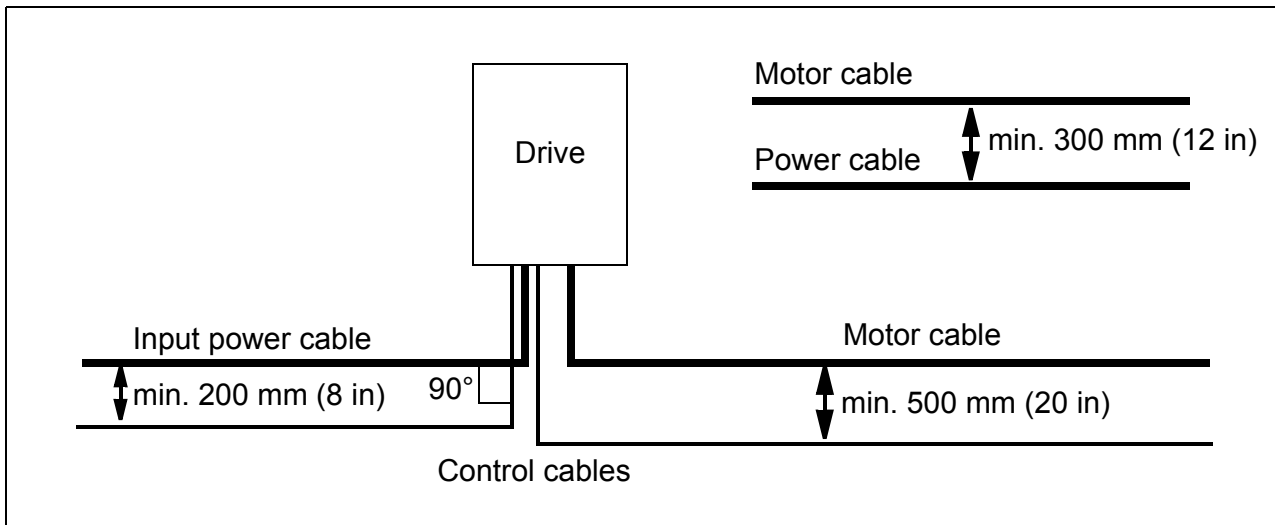 Motor cable
Drive
min. 300 mm (12 in)
Power cable
Input power cable
Motor cable
min. 200 mm (8 in)
90°
min. 500 mm (20 in)
Control cables